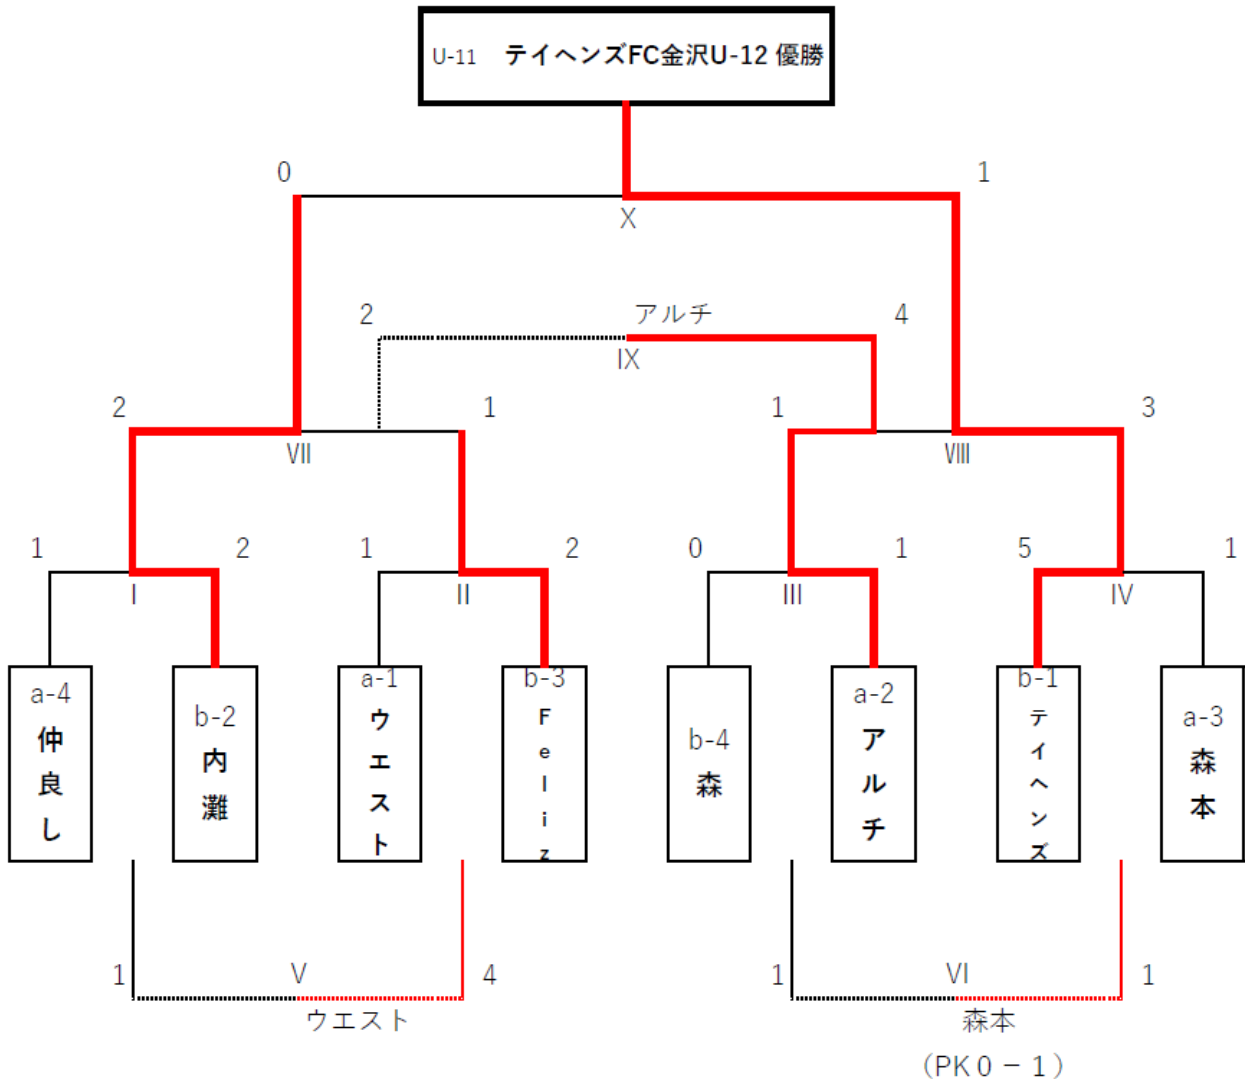 U-11 テイヘンズFC金沢U-12 優勝
0 1
X
2 アルチ 4
IX
2 1 1 3
VII VIII
1 2 1 2 0 1 5 1
I II III IV
a-4
仲良し
b-2
内灘
a-1
ウエスト
b-3
Feliz
b-4
森
a-2
アルチ
b-1
テイヘンズ
a-3
森本
1 V 4 1 VI 1
ウエスト 森本
（PK 0 － 1 ）